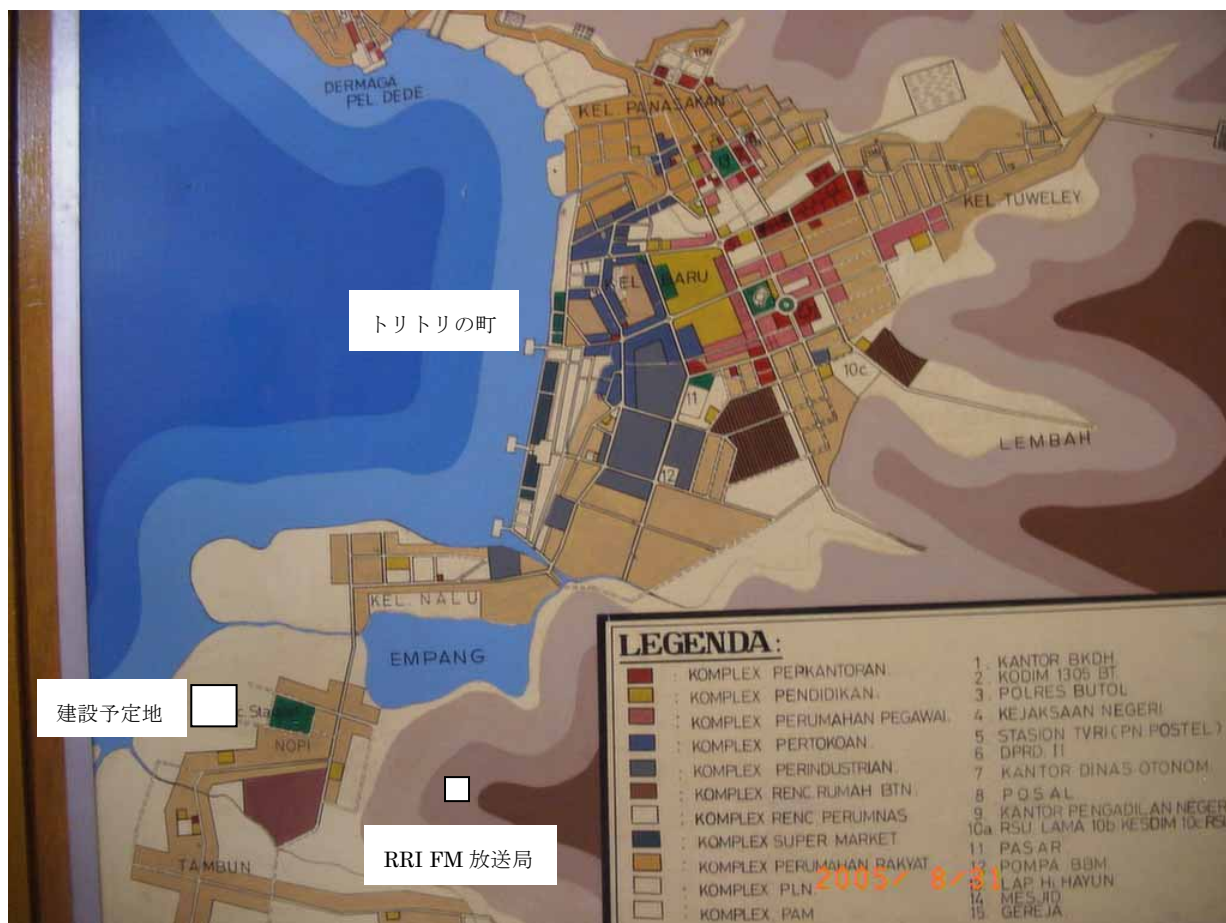 DERMAGA
PEL DEDE
10b
KEL. PANASAKAN
13
KEL. TUWELEY
11
KEL BARU
トリトリの町
10c.
11
LEMBAH
12
KEL. NALU
EMPANG
建設予定地
NOPI
RRI FM 放送局
TAMBUN
LEGENDA:
: KOMPLEX PERKANTORAN.
: KOMPLEX PENDIDIKAN.
: KOMPLEX PERUMAHAN PEGAWAI.
: KOMPLEX PERTOKOAN.
: KOMPLEX PERINDUSTRIAN.
: KOMPLEX RENC RUMAH BTN.
: KOMPLEX RENC PERUMNAS
: KOMPLEX SUPER MARKET
: KOMPLEX PERUMAHAN RAKYAT
: KOMPLEX PLN
: KOMPLEX PAM
1. KANTOR BKDH.
2. KODIM 1305 BT.
3. POLRES BUTOL
4 KEJAKSAAN NEGERI
5. STASION TVRI (PN. POSTEL)
6 DPRD. II
7 KANTOR DINAS OTONOM
8 POSAL
9 KANTOR PENGADILAN NEGER
10a RSU LAMA 10b KESDIM 10c
11 PASAR
12 POMPA BBM.
LAP. H. HAYUN
14 MESJID
15 GEREJA
2005/ 8/31